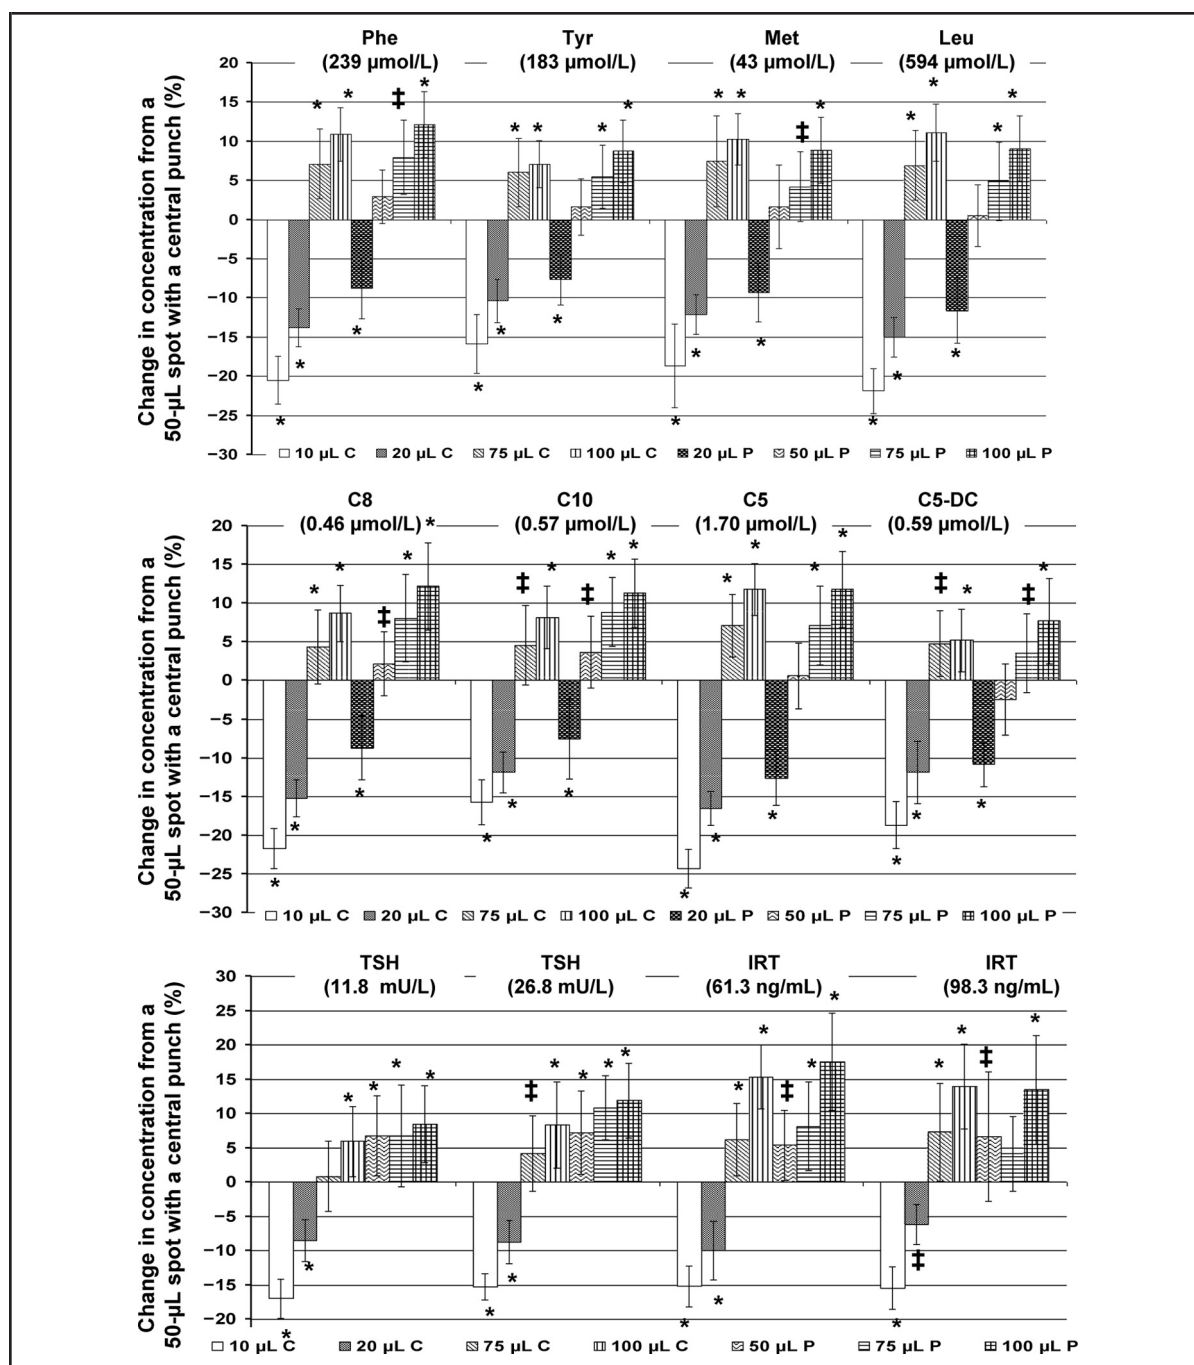 Phe Tyr Met Leu
(239 µmol/L) (183 µmol/L) (43 µmol/L) (594 µmol/L)
Change in concentration from a
50-µL spot with a central punch (%)
20
15
10
5
0
−5
−10
−15
−20
−25
−30
* * ‡ * * * * * * * ‡ * * * * *
* * * * * * * * * * * *
10 µL C 20 µL C 75 µL C 100 µL C 20 µL P 50 µL P 75 µL P 100 µL P
C8 C10 C5 C5-DC
(0.46 µmol/L) (0.57 µmol/L) (1.70 µmol/L) (0.59 µmol/L)
Change in concentration from a
50-µL spot with a central punch (%)
20
15
10
5
0
−5
−10
−15
−20
−25
−30
* * ‡ * * ‡ * ‡ * * * * * * ‡ * ‡ *
* * * * * * * * * * * *
10 µL C 20 µL C 75 µL C 100 µL C 20 µL P 50 µL P 75 µL P 100 µL P
TSH TSH IRT IRT
(11.8 mU/L) (26.8 mU/L) (61.3 ng/mL) (98.3 ng/mL)
Change in concentration from a
50-µL spot with a central punch (%)
30
25
20
15
10
5
0
−5
−10
−15
−20
* * * * ‡ * * * * * * ‡ * * * * ‡ *
* * * * * * * ‡
10 µL C 20 µL C 75 µL C 100 µL C 50 µL P 75 µL P 100 µL P